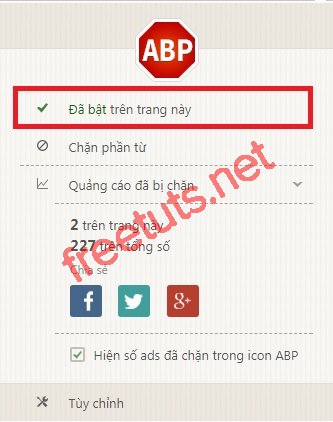 ABP
Đã bật trên trang này
Chặn phần tử
Quảng cáo đã bị chặn
2 trên trang này
227 trên tổng số
Chia sẻ
f
g+
Hiện số ads đã chặn trong icon ABP
Tùy chỉnh
freetuts.net